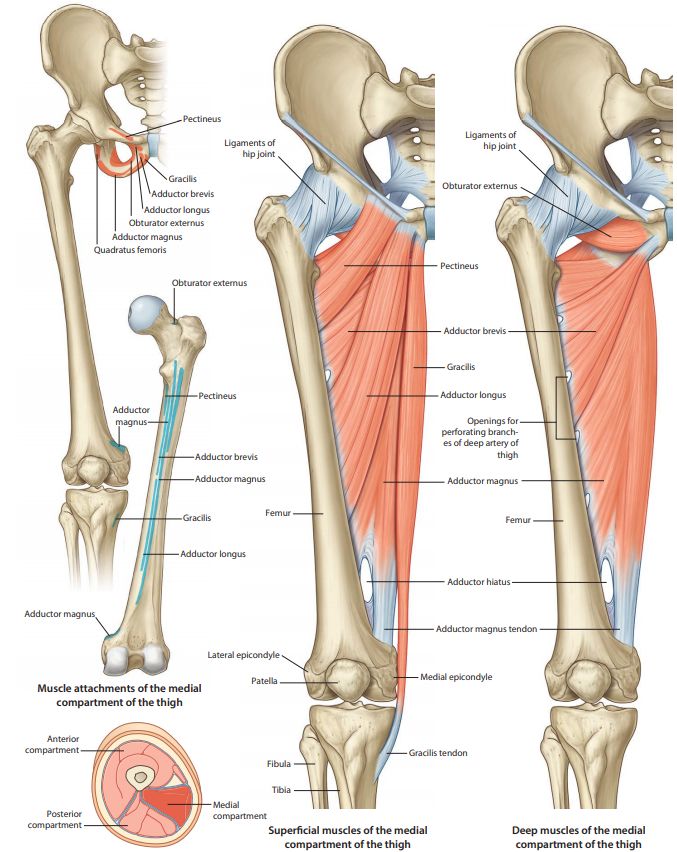 Pectineus
Gracilis
Adductor brevis
Adductor longus
Obturator externus
Adductor magnus
Quadratus femoris
Obturator externus
Pectineus
Adductor
magnus
Adductor brevis
Adductor magnus
Gracilis
Adductor longus
Adductor magnus
Muscle attachments of the medial
compartment of the thigh
Anterior
compartment
Posterior
compartment
Medial
compartment
Ligaments of
hip joint
Femur
Lateral epicondyle
Patella
Fibula
Tibia
Pectineus
Adductor brevis
Gracilis
Adductor longus
Openings for
perforating branch-
es of deep artery of
thigh
Adductor magnus
Adductor hiatus
Adductor magnus tendon
Medial epicondyle
Gracilis tendon
Superficial muscles of the medial
compartment of the thigh
Ligaments of
hip joint
Obturator externus
Femur
Deep muscles of the medial
compartment of the thigh